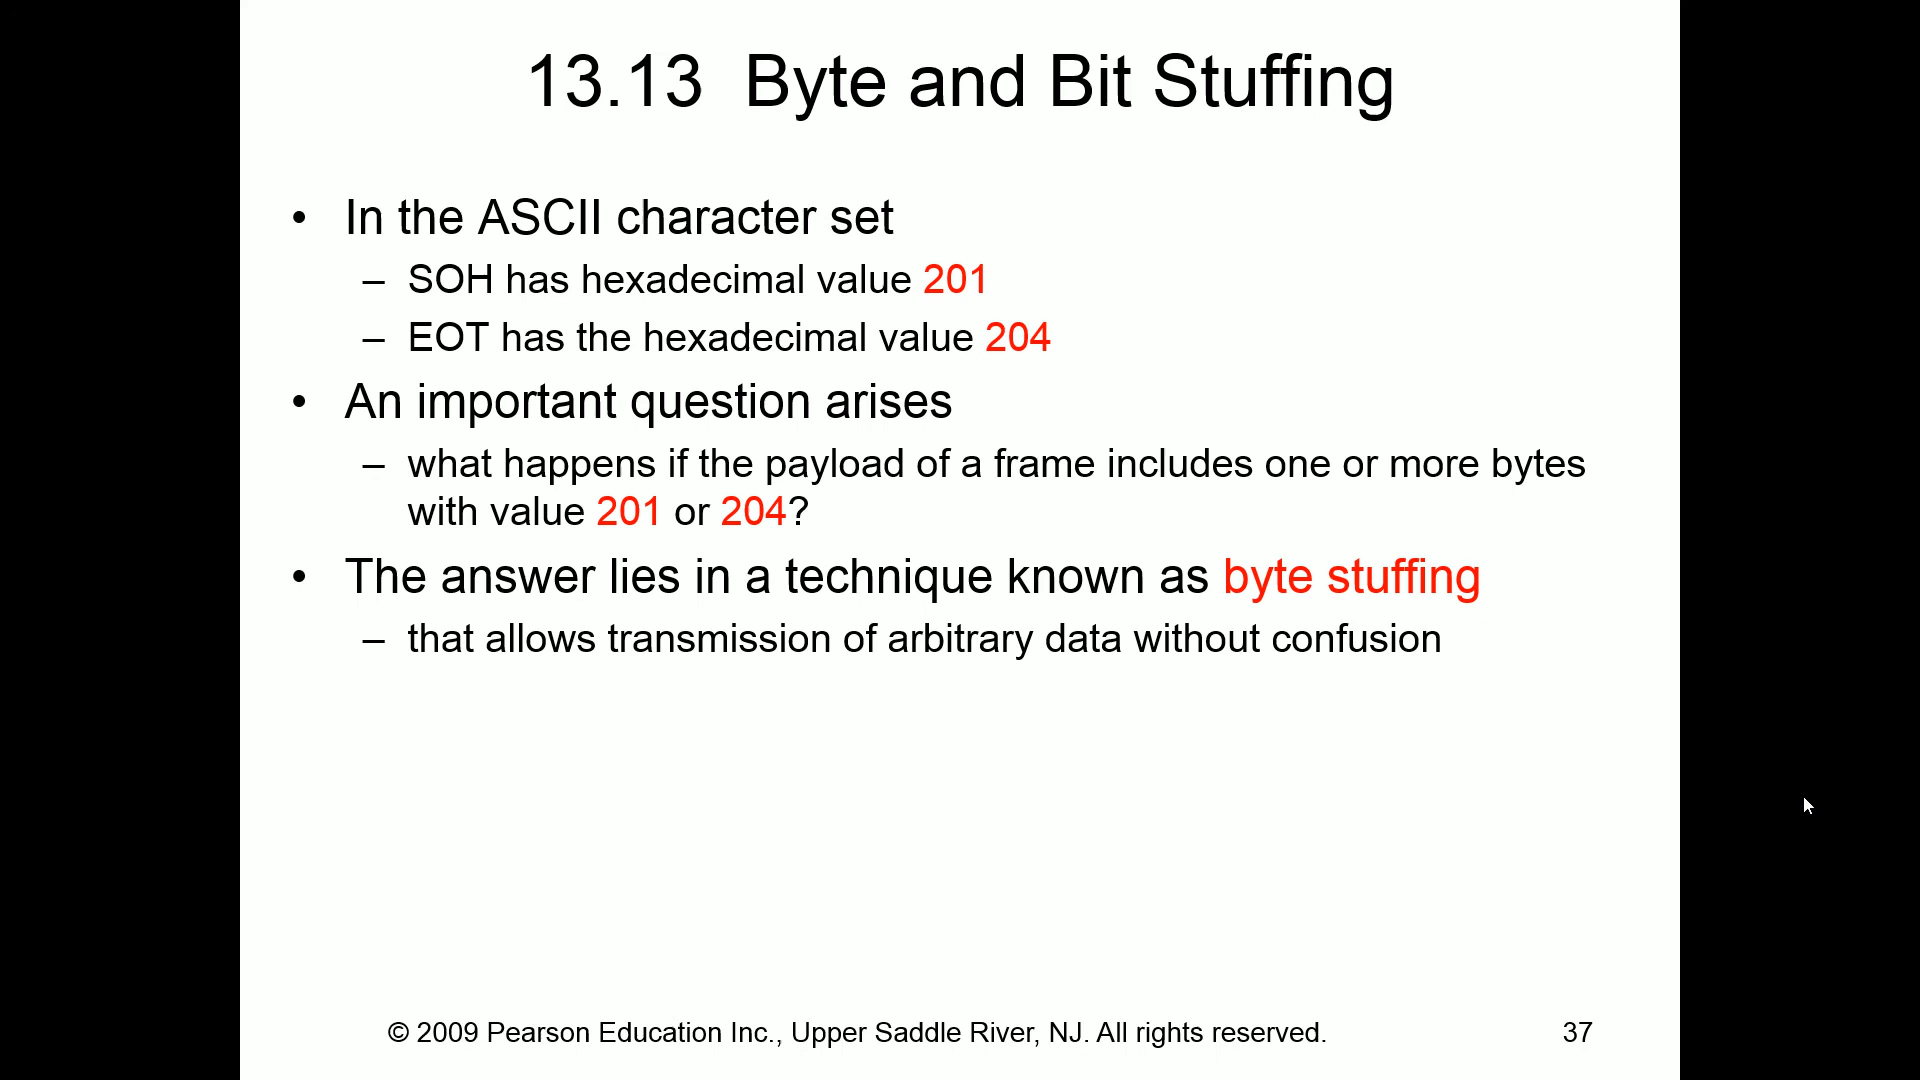 13.13 Byte and Bit Stuffing
• In the ASCII character set
– SOH has hexadecimal value 201
– EOT has the hexadecimal value 204
• An important question arises
– what happens if the payload of a frame includes one or more bytes
with value 201 or 204?
• The answer lies in a technique known as byte stuffing
– that allows transmission of arbitrary data without confusion
© 2009 Pearson Education Inc., Upper Saddle River, NJ. All rights reserved. 37